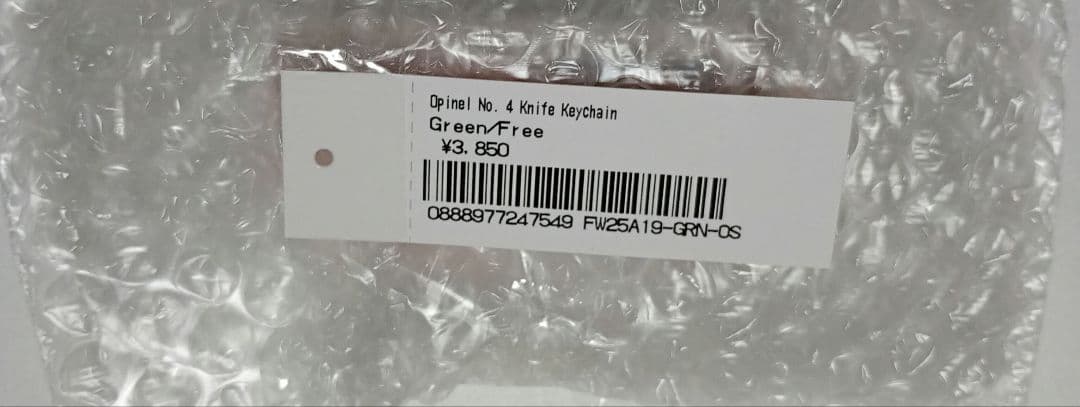 Opinel No. 4 Knife Keychain
Green/Free
¥3,850
0888977247549 FW25A19-GRN-OS